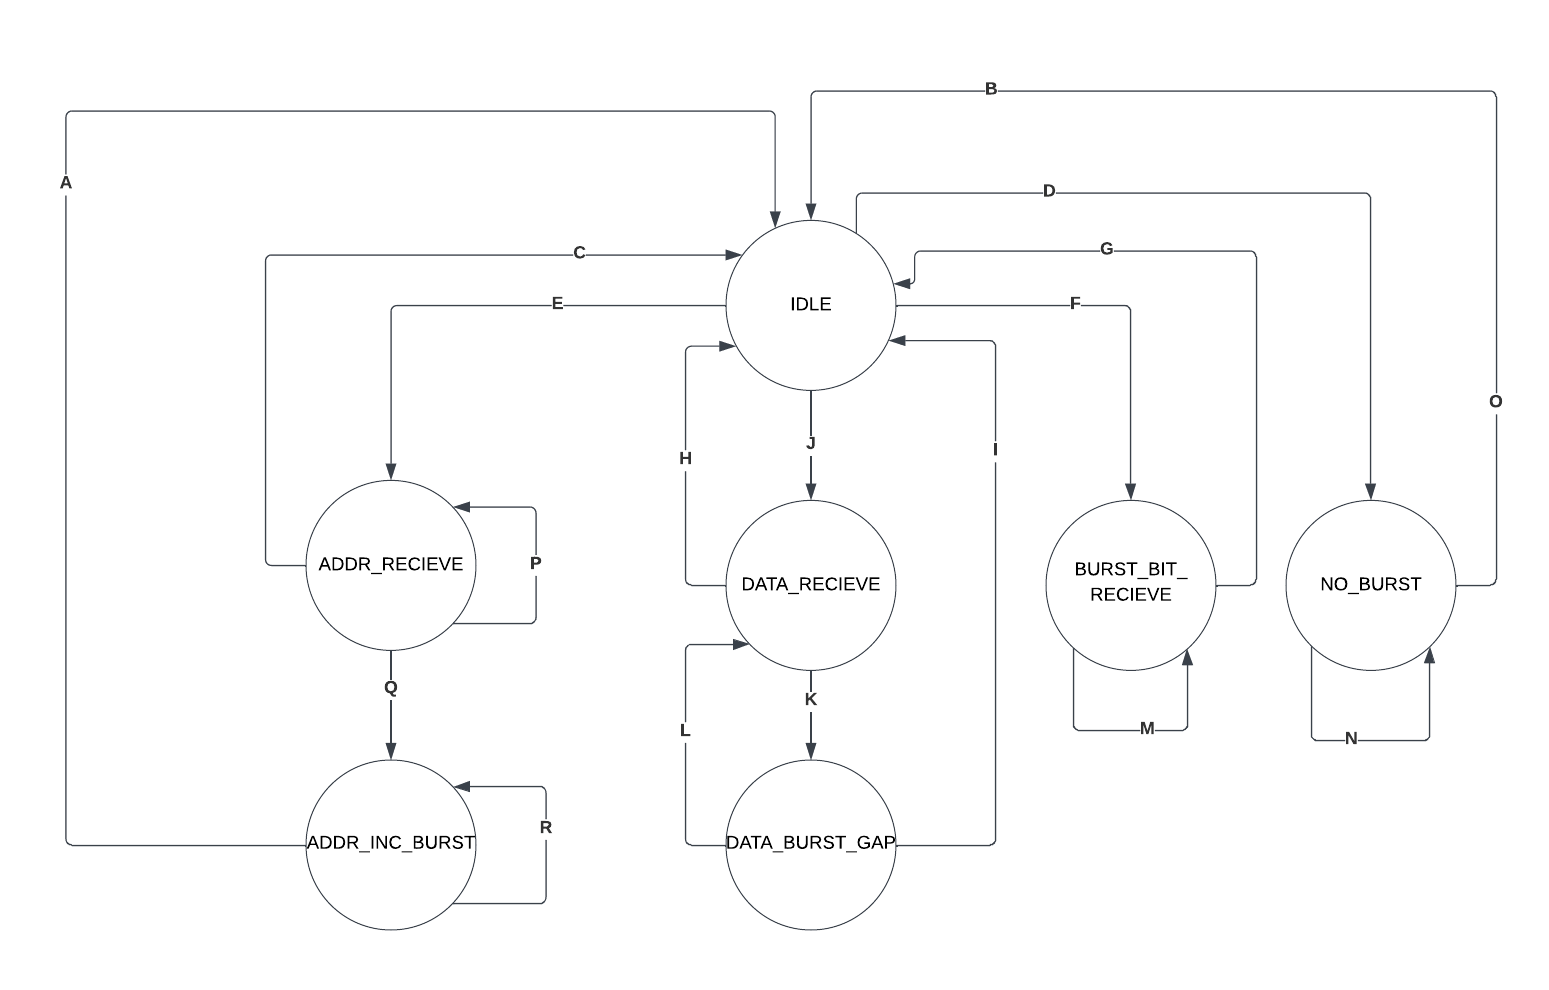 B
A
D
C
G
IDLE
E
F
O
J
I
H
ADDR_RECIEVE
P
DATA_RECIEVE
BURST_BIT_
RECIEVE
NO_BURST
Q
K
L
M
N
R
ADDR_INC_BURST
DATA_BURST_GAP